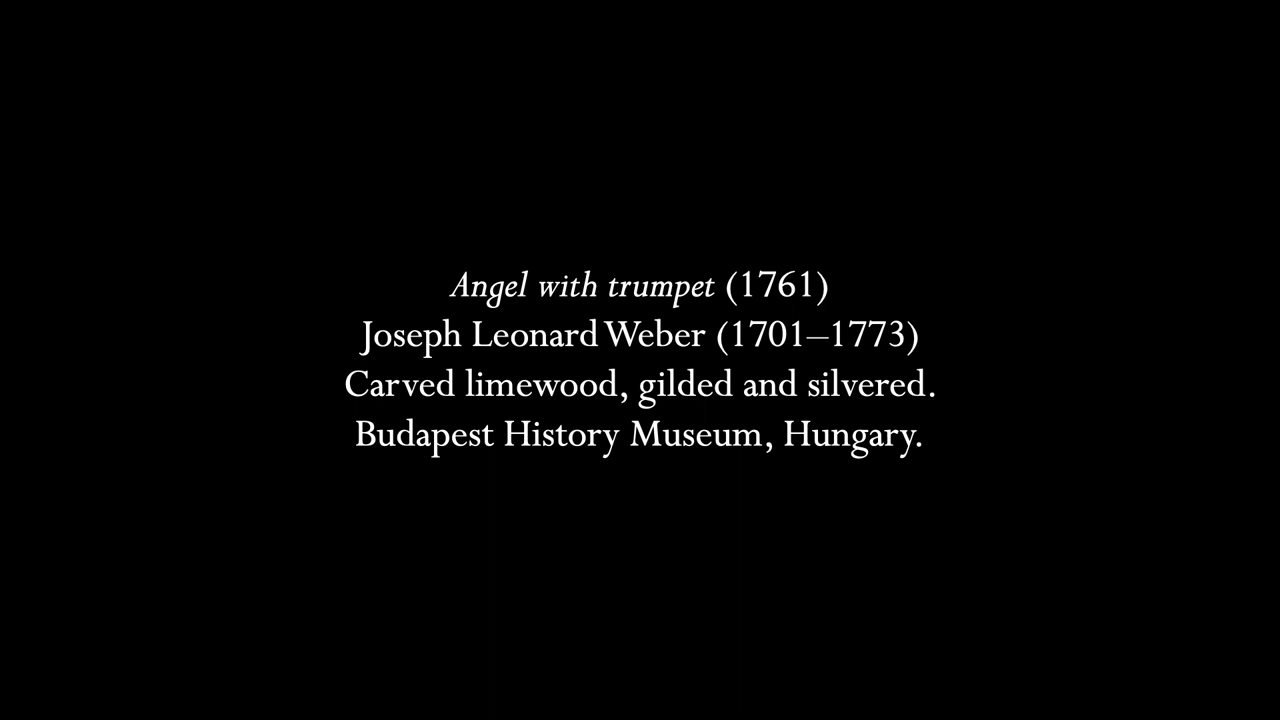 Angel with trumpet (1761)
Joseph Leonard Weber (1701–1773)
Carved limewood, gilded and silvered.
Budapest History Museum, Hungary.